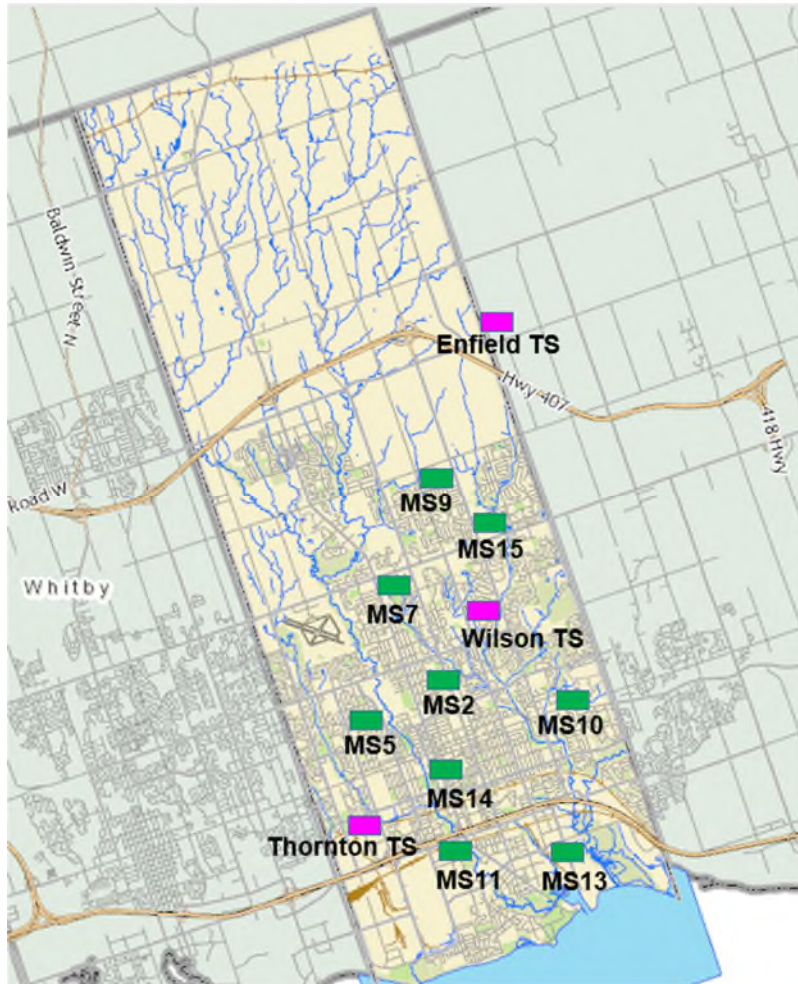 Baldwin Street N
Enfield TS
Hwy 407
418 Hwy
MS9
Road W
MS15
Whitby
MS7
Wilson TS
MS2
MS10
MS5
MS14
Thornton TS
MS11
MS13